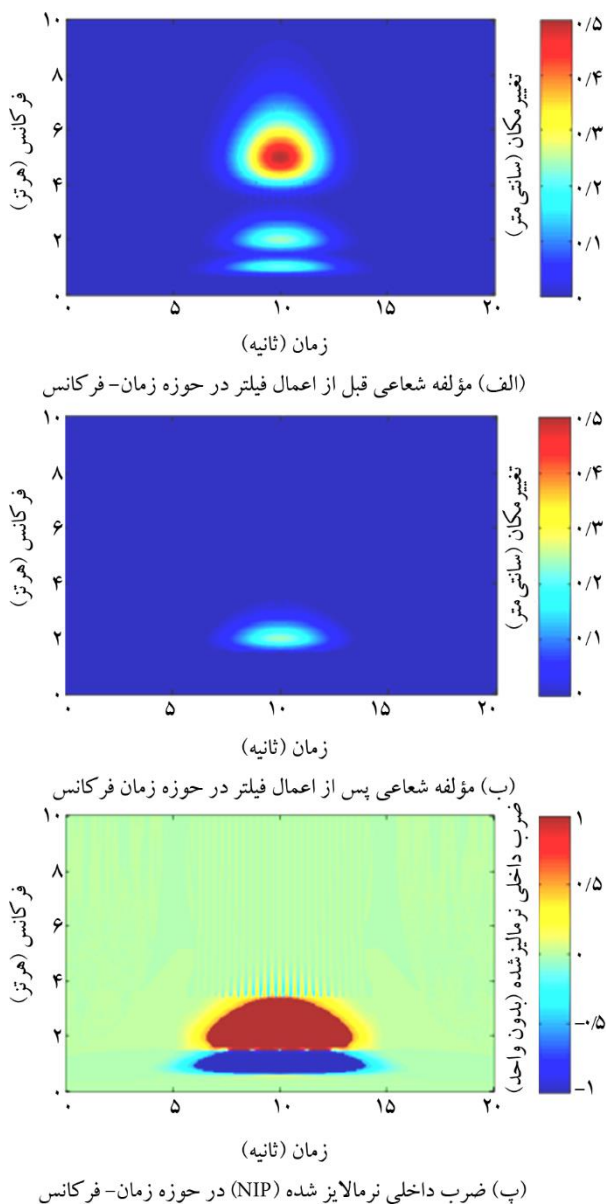 ۱۰
۸
۶
۴
۲
۰
فرکانس (هرتز)
۰ ۵ ۱۰ ۱۵ ۲۰
زمان (ثانیه)
۰/۵
۰/۴
۰/۳
۰/۲
۰/۱
۰
تغییرمکان (سانتی‌متر)
(الف) مؤلفه شعاعی قبل از اعمال فیلتر در حوزه زمان- فرکانس
۱۰
۸
۶
۴
۲
۰
فرکانس (هرتز)
۰ ۵ ۱۰ ۱۵ ۲۰
زمان (ثانیه)
۰/۵
۰/۴
۰/۳
۰/۲
۰/۱
۰
تغییرمکان (سانتی‌متر)
(ب) مؤلفه شعاعی پس از اعمال فیلتر در حوزه زمان فرکانس
۱۰
۸
۶
۴
۲
۰
فرکانس (هرتز)
۰ ۵ ۱۰ ۱۵ ۲۰
زمان (ثانیه)
۱
۰/۵
۰
-۰/۵
-۱
ضرب داخلی نرمالیز شده (بدون واحد)
(پ) ضرب داخلی نرمالایز شده (NIP) در حوزه زمان- فرکانس